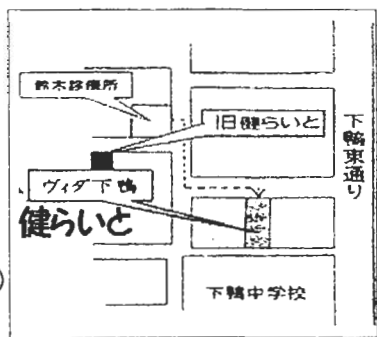 鈴木診療所
旧健らいと
下鴨東通り
ヴィダ下鴨
健らいと
下鴨中学校